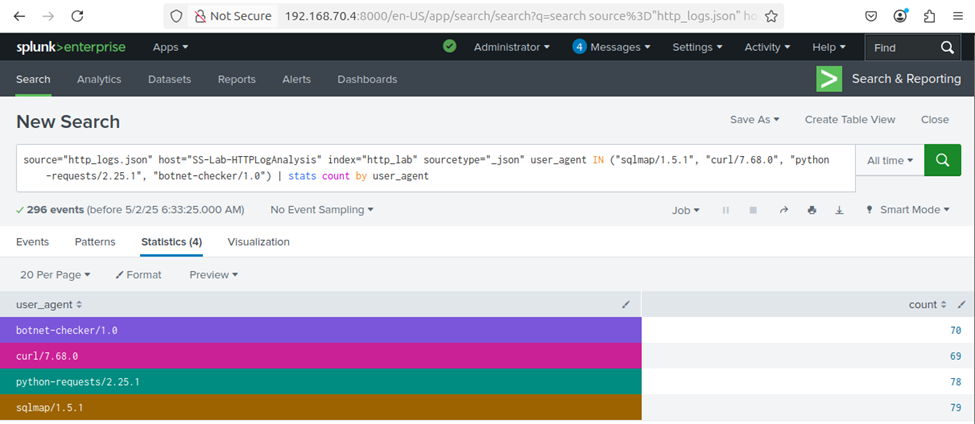 Not Secure 192.168.70.4:8000/en-US/app/search/search?q=search source%3D"http_logs.json" ho
splunk>enterprise Apps Administrator 4 Messages Settings Activity Help Find
Search Analytics Datasets Reports Alerts Dashboards Search & Reporting
New Search Save As Create Table View Close
source="http_logs.json" host="SS-Lab-HTTPLogAnalysis" index="http_lab" sourcetype="_json" user_agent IN ("sqlmap/1.5.1", "curl/7.68.0", "python
-requests/2.25.1", "botnet-checker/1.0") | stats count by user_agent All time
296 events (before 5/2/25 6:33:25.000 AM) No Event Sampling Job Smart Mode
Events Patterns Statistics (4) Visualization
20 Per Page Format Preview
user_agent count
botnet-checker/1.0 70
curl/7.68.0 69
python-requests/2.25.1 78
sqlmap/1.5.1 79